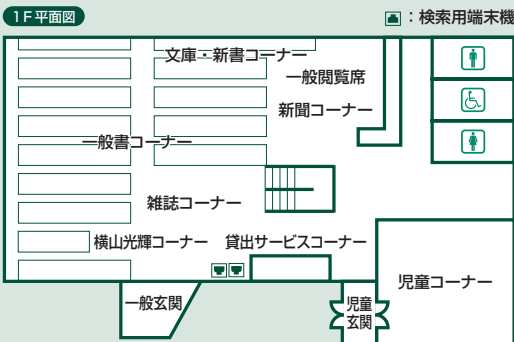 1F平面図
：検索用端末機
文庫・新書コーナー
一般閲覧席
新聞コーナー
一般書コーナー
雑誌コーナー
横山光輝コーナー 貸出サービスコーナー
児童コーナー
一般玄関
児童
玄関